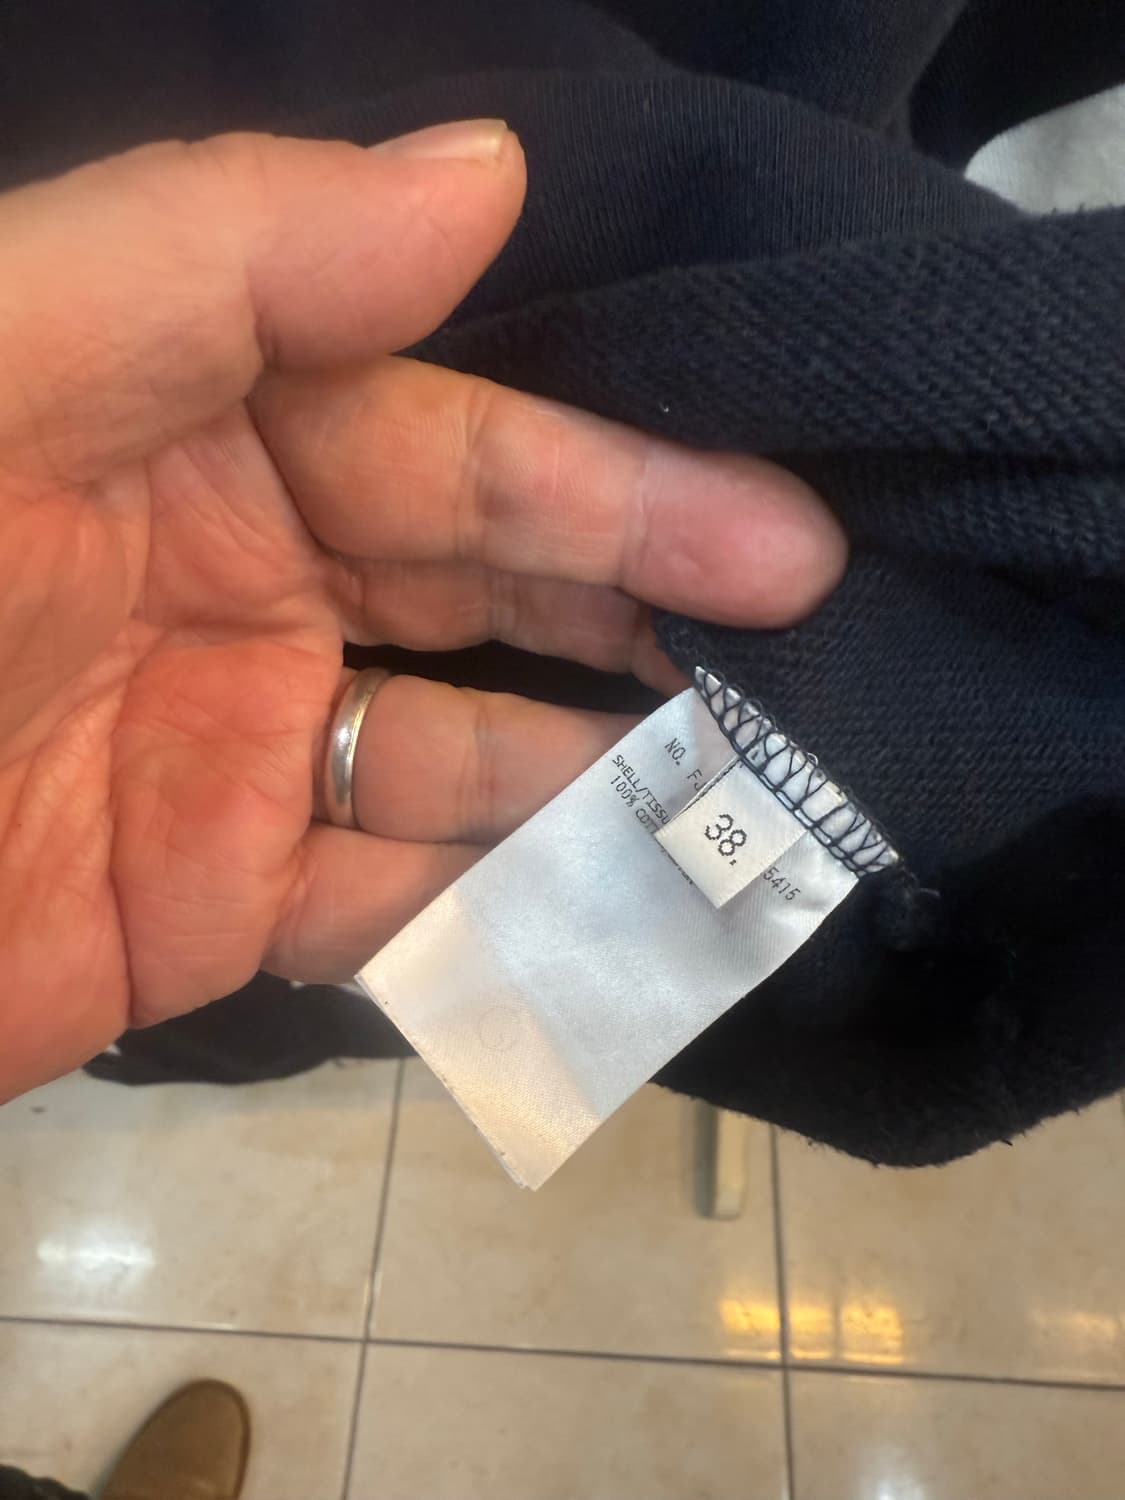 NO. F
SHELL/TISSU
100% COT
38.
5415